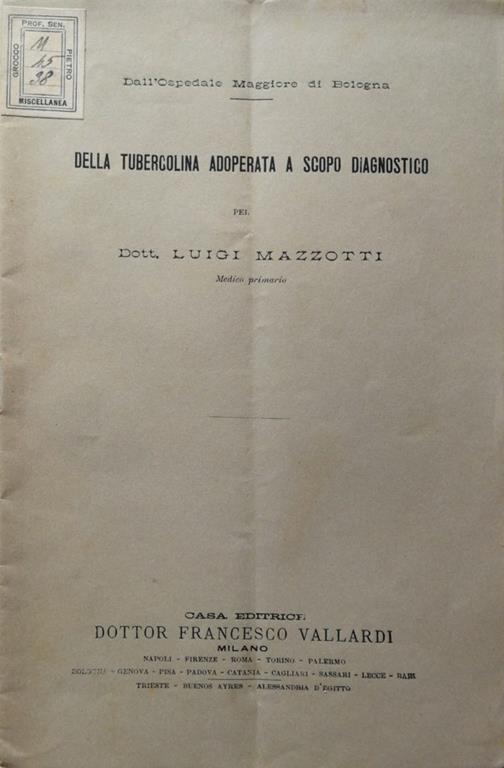 PROF. SEN.
GROCCO
PIETRO
M
45
38
MISCELLANEA
Dall'Ospedale Maggiore di Bologna
DELLA TUBERCOLINA ADOPERATA A SCOPO DIAGNOSTICO
PEL
Dott. LUIGI MAZZOTTI
Medico primario
CASA EDITRICE
DOTTOR FRANCESCO VALLARDI
MILANO
NAPOLI - FIRENZE - ROMA - TORINO - PALERMO
BOLOGNA - GENOVA - PISA - PADOVA - CATANIA - CAGLIARI - SASSARI - LECCE - BARI
TRIESTE - BUENOS AYRES - ALESSANDRIA D'EGITTO